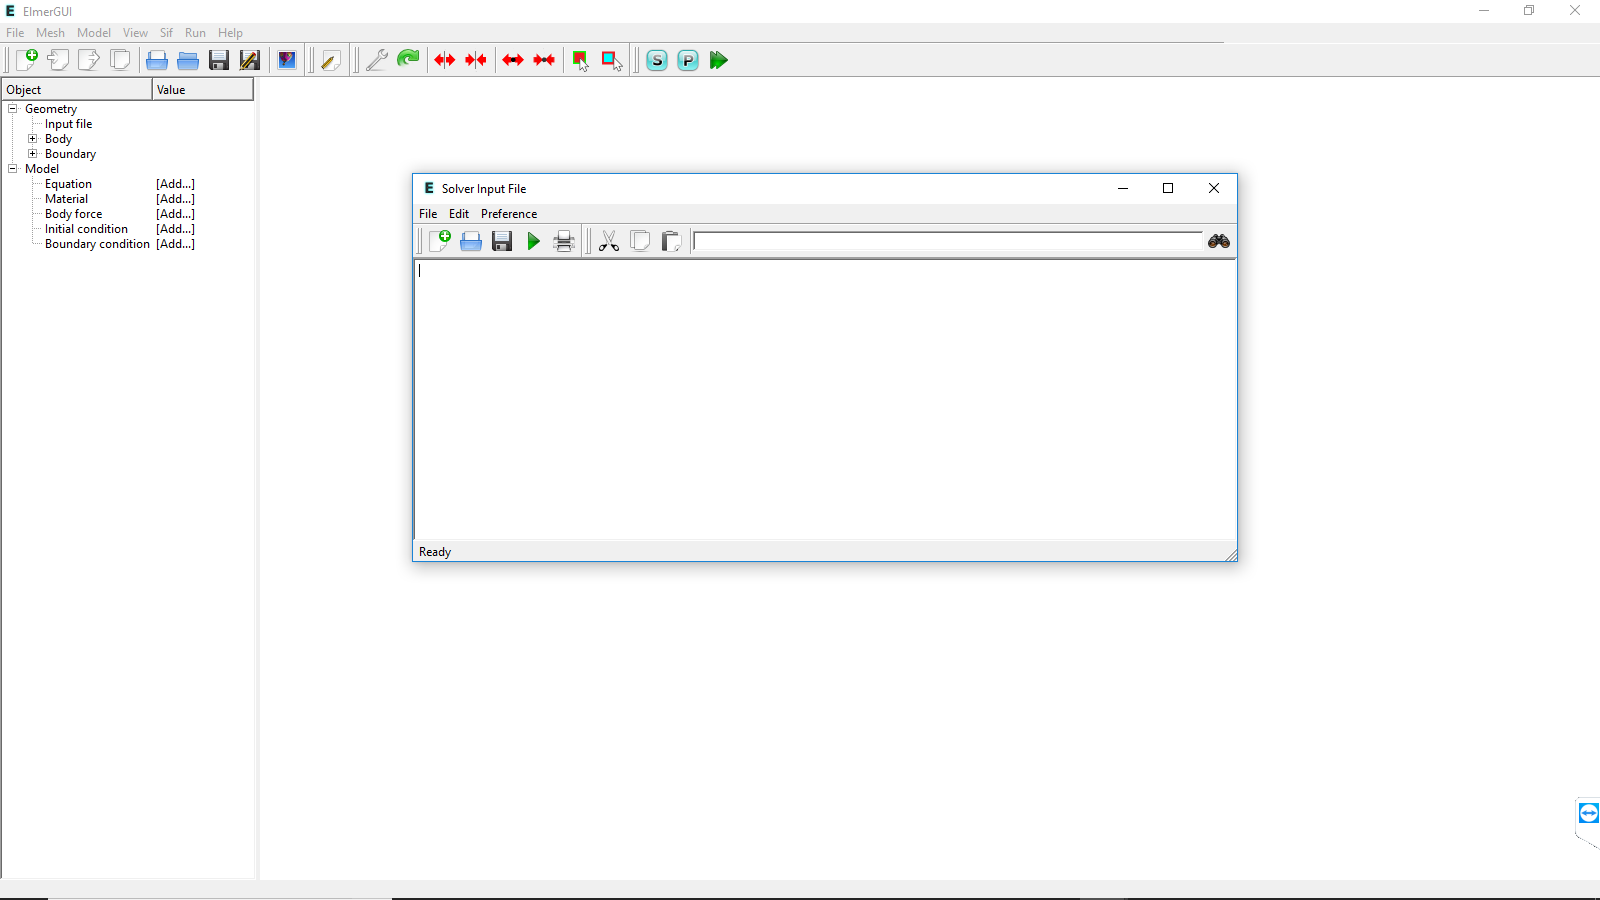 E ElmerGUI
File Mesh Model View Sif Run Help
S P
Object Value
Geometry
Input file
Body
Boundary
Model
Equation [Add...]
Material [Add...]
Body force [Add...]
Initial condition [Add...]
Boundary condition [Add...]
E Solver Input File
File Edit Preference
Ready